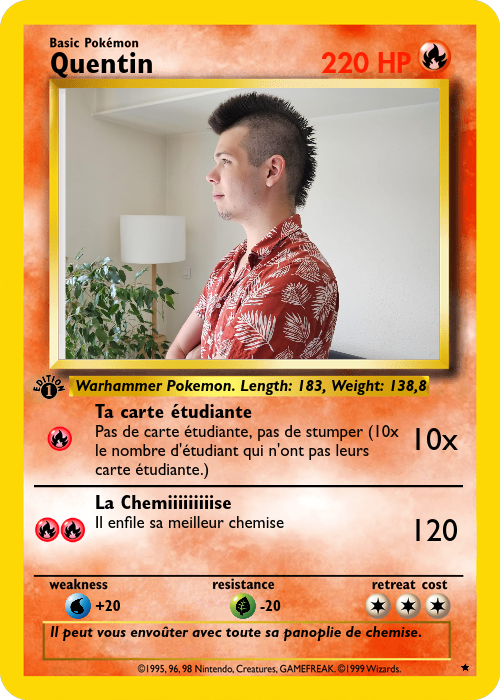 Basic Pokémon
Quentin
220 HP
EDITION
1
Warhammer Pokemon. Length: 183, Weight: 138,8
Ta carte étudiante
Pas de carte étudiante, pas de stumper (10x
le nombre d'étudiant qui n'ont pas leurs
carte étudiante.)
10x
La Chemiiiiiiiiise
Il enfile sa meilleur chemise
120
weakness
resistance
retreat cost
+20
-20
Il peut vous envoûter avec toute sa panoplie de chemise.
©1995, 96, 98 Nintendo, Creatures, GAMEFREAK. ©1999 Wizards.